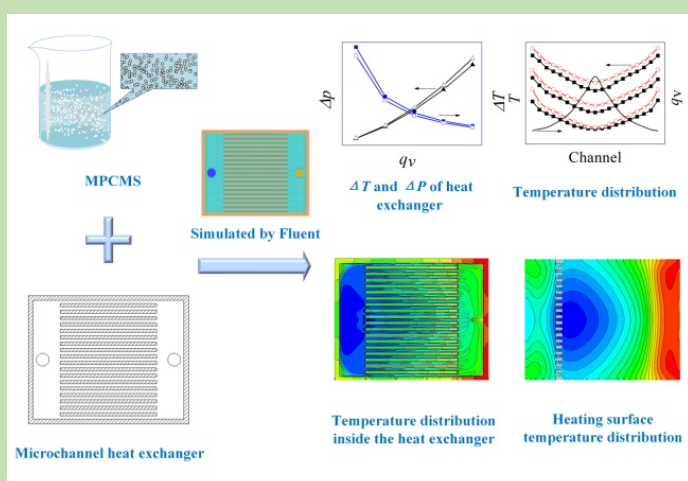 MPCMS
Simulated by Fluent
Microchannel heat exchanger
Δp
qv
ΔT
ΔT and ΔP of heat
exchanger
T
qv
Channel
Temperature distribution
Temperature distribution
inside the heat exchanger
Heating surface
temperature distribution